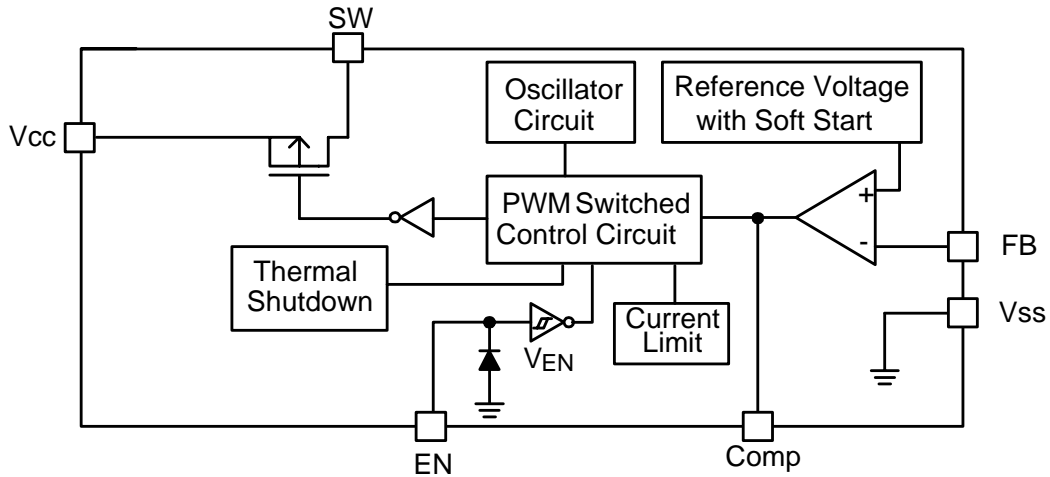 SW
Oscillator
Circuit
Reference Voltage
with Soft Start
Vcc
PWM Switched
Control Circuit
+
-
FB
Thermal
Shutdown
Current
Limit
VEN
Vss
EN
Comp